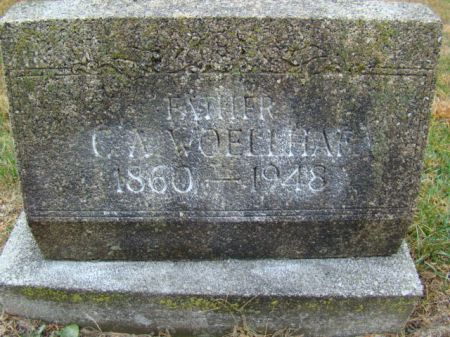 FATHER
C. A. WOELLHAF
1860 — 1948